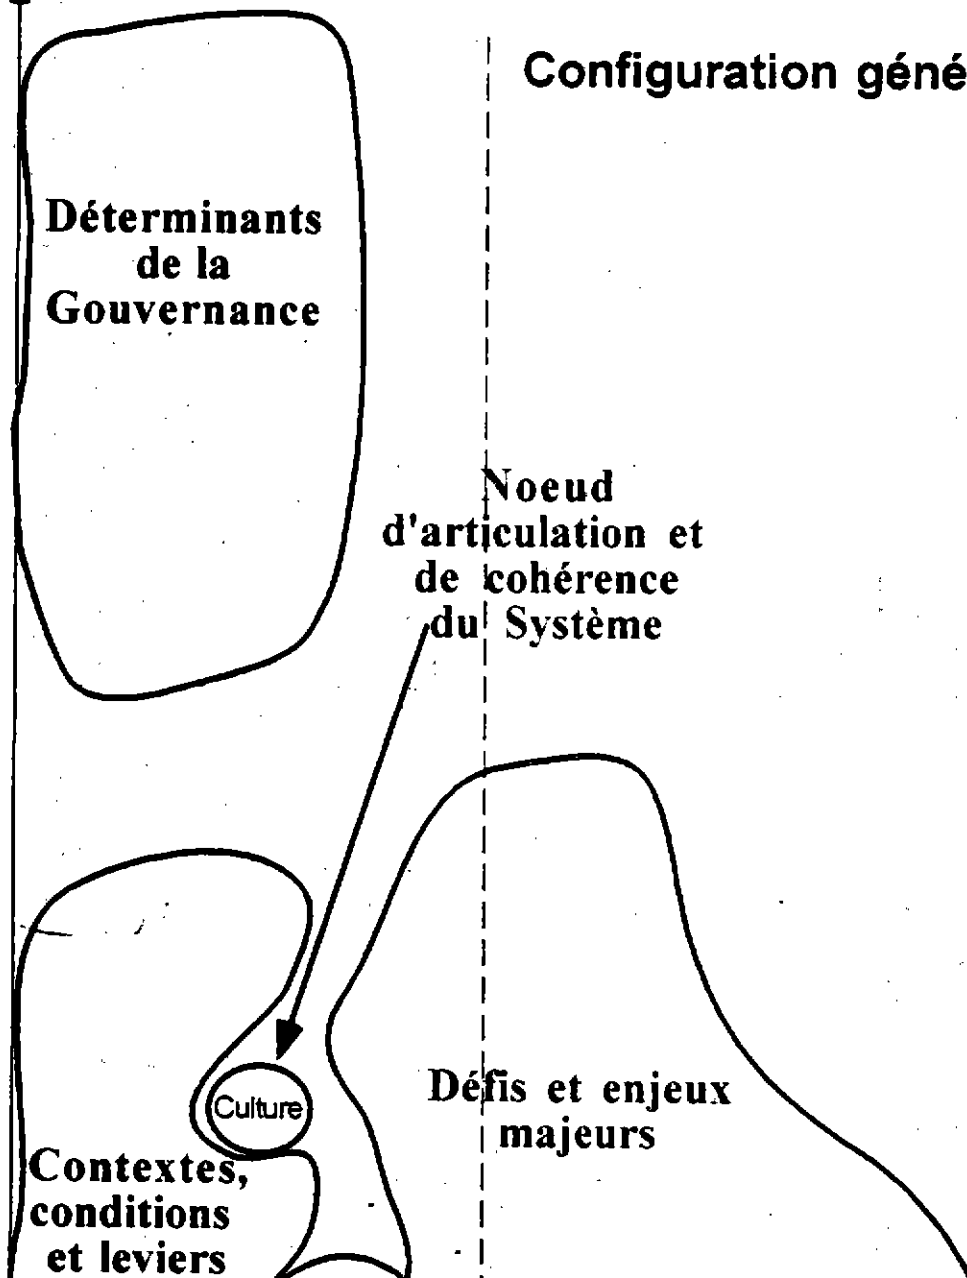 Configuration géné
Déterminants
de la
Gouvernance
Noeud
d'articulation et
de cohérence
du Système
Culture
Défis et enjeux
majeurs
Contextes,
conditions
et leviers